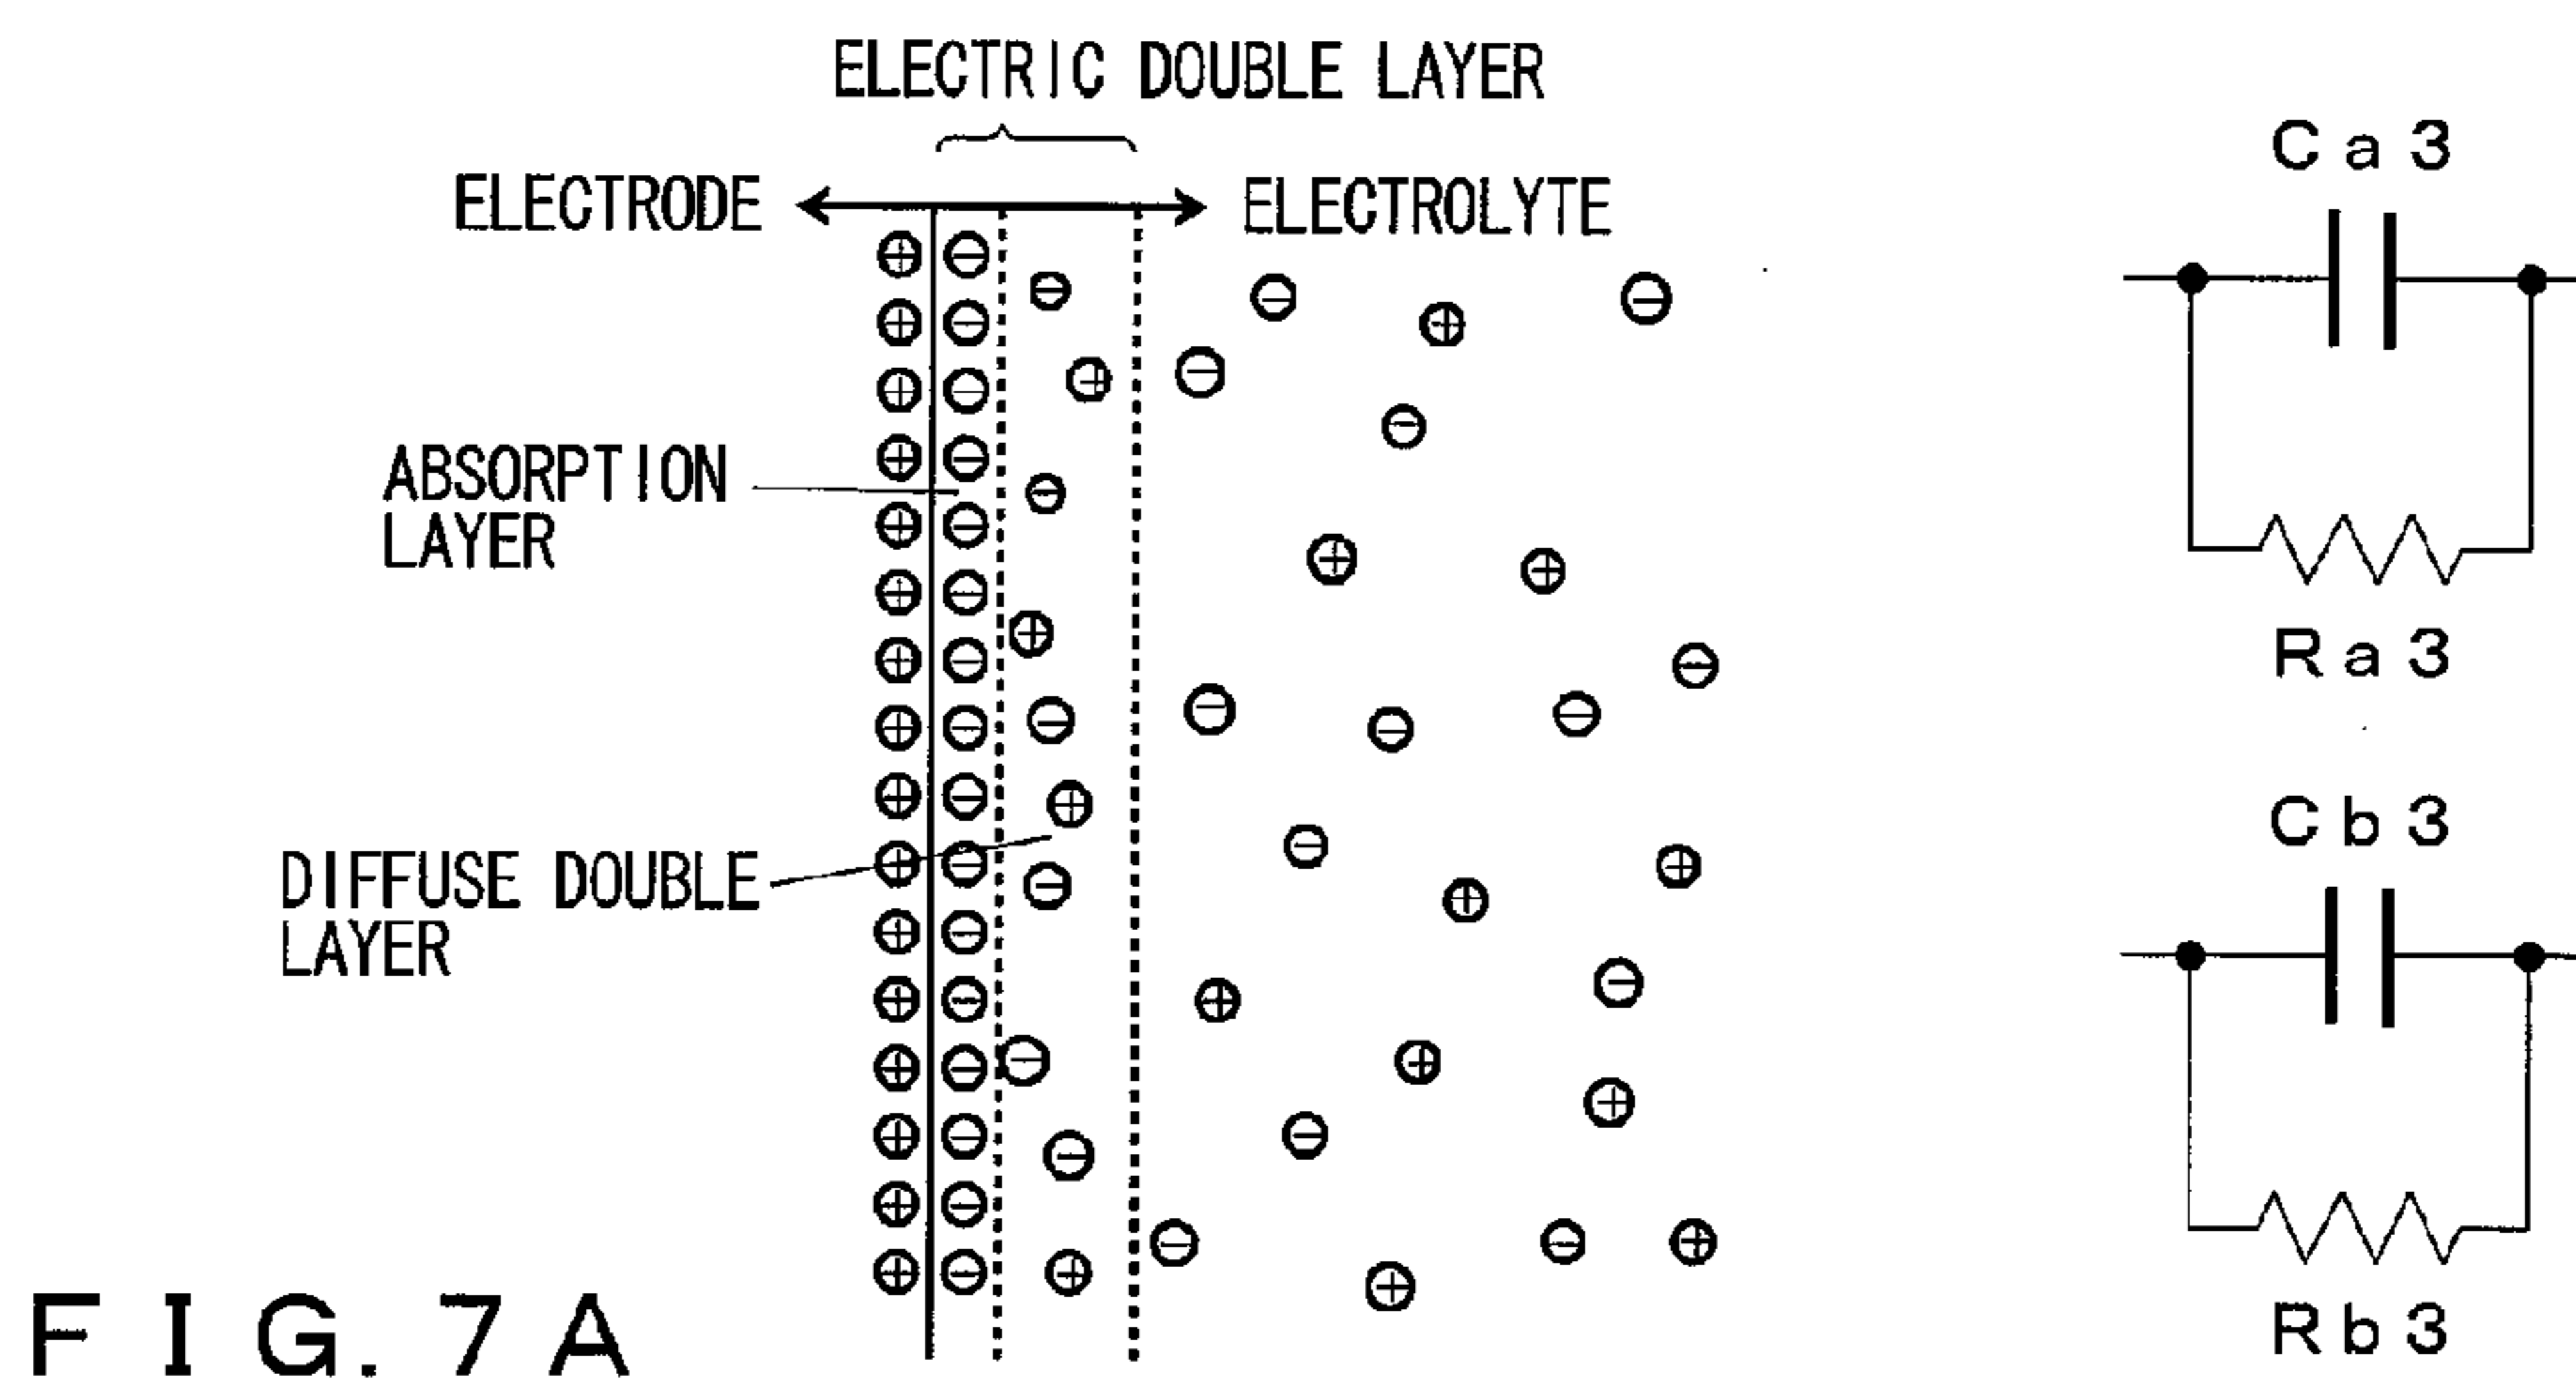 ELECTRIC DOUBLE LAYER
ELECTRODE
ELECTROLYTE
ABSORPTION
LAYER
DIFFUSE DOUBLE
LAYER
Ca3
Ra3
Cb3
Rb3
FIG. 7A